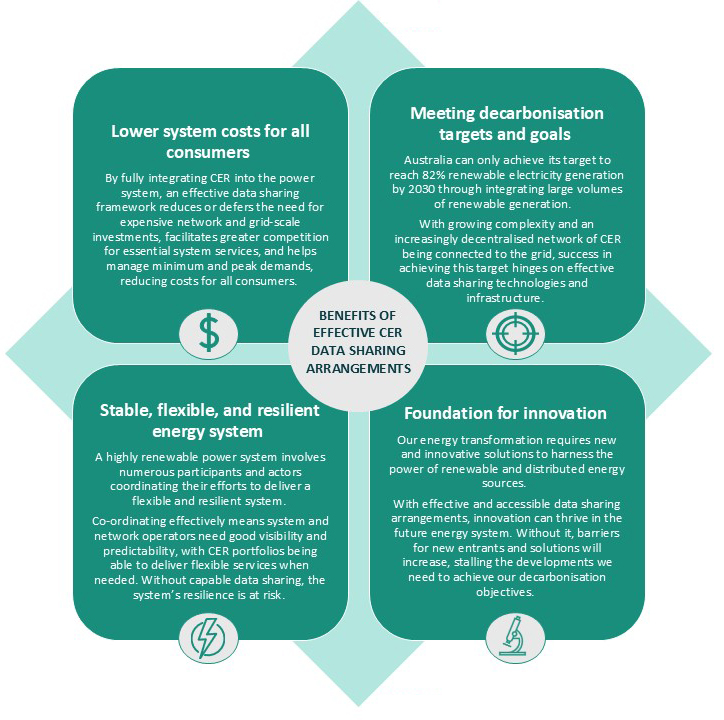 Lower system costs for all
consumers
By fully integrating CER into the power
system, an effective data sharing
framework reduces or defers the need for
expensive network and grid-scale
investments, facilitates greater competition
for essential system services, and helps
manage minimum and peak demands,
reducing costs for all consumers.
Meeting decarbonisation
targets and goals
Australia can only achieve its target to
reach 82% renewable electricity generation
by 2030 through integrating large volumes
of renewable generation.
With growing complexity and an
increasingly decentralised network of CER
being connected to the grid, success in
achieving this target hinges on effective
data sharing technologies and
infrastructure.
BENEFITS OF
EFFECTIVE CER
DATA SHARING
ARRANGEMENTS
Stable, flexible, and resilient
energy system
A highly renewable power system involves
numerous participants and actors
coordinating their efforts to deliver a
flexible and resilient system.
Co-ordinating effectively means system and
network operators need good visibility and
predictability, with CER portfolios being
able to deliver flexible services when
needed. Without capable data sharing, the
system's resilience is at risk.
Foundation for innovation
Our energy transformation requires new
and innovative solutions to harness the
power of renewable and distributed energy
sources.
With effective and accessible data sharing
arrangements, innovation can thrive in the
future energy system. Without it, barriers
for new entrants and solutions will
increase, stalling the developments we
need to achieve our decarbonisation
objectives.